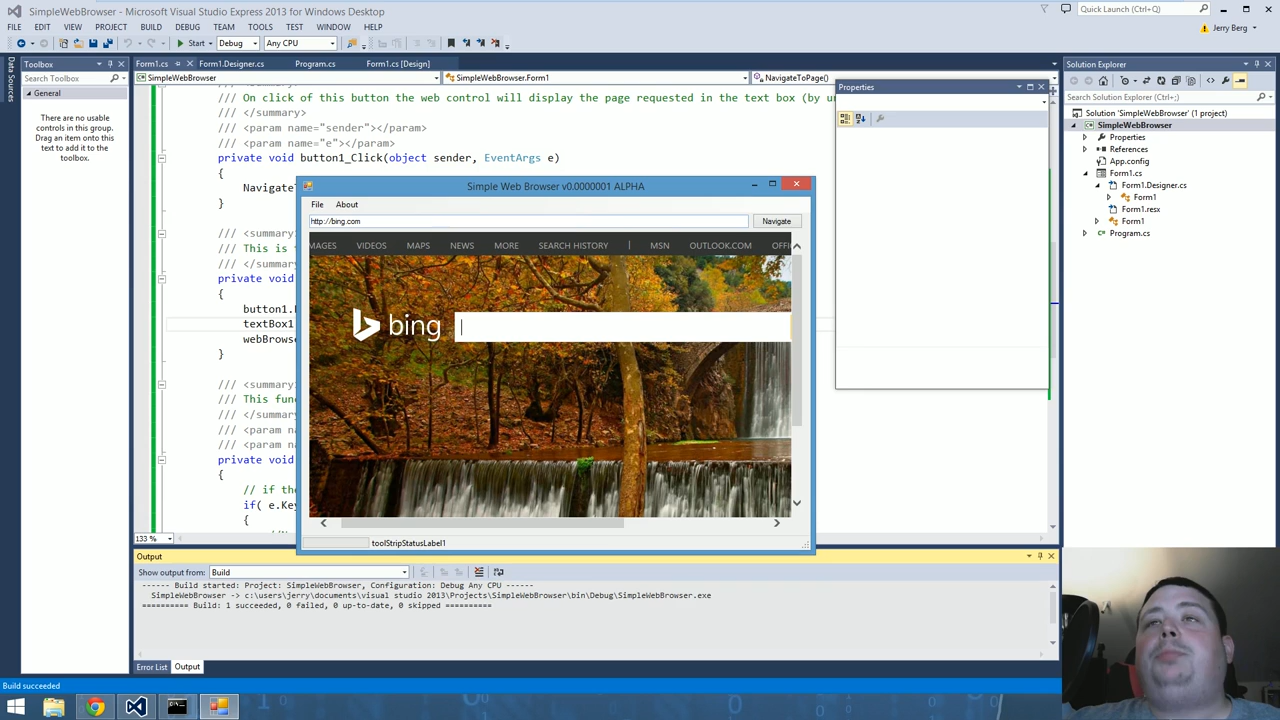 SimpleWebBrowser - Microsoft Visual Studio Express 2013 for Windows Desktop
Quick Launch (Ctrl+Q)
FILE EDIT VIEW PROJECT BUILD DEBUG TEAM TOOLS TEST WINDOW HELP
Jerry Berg
Start Debug Any CPU
Data Sources
Toolbox
Search Toolbox
General
There are no usable
controls in this group.
Drag an item onto this
text to add it to the
toolbox.
Form1.cs Form1.Designer.cs Program.cs Form1.cs [Design]
SimpleWebBrowser SimpleWebBrowser.Form1 NavigateToPage()
/// <summary>
/// On click of this button the web control will display the page requested in the text box (by u
/// </summary>
/// <param name="sender"></param>
/// <param name="e"></param>
private void button1_Click(object sender, EventArgs e)
{
Navigate
}
/// <summary
/// This is
/// </summar
private void
{
button1.
textBox1
webBrows
}
/// <summary
/// This fun
/// </summar
/// <param n
/// <param n
private void
{
// if the
if( e.Key
{
133 %
Simple Web Browser v0.0000001 ALPHA
File About
http://bing.com
Navigate
MAGES VIDEOS MAPS NEWS MORE SEARCH HISTORY | MSN OUTLOOK.COM OFFI
bing
toolStripStatusLabel1
Properties
Solution Explorer
Search Solution Explorer (Ctrl+;)
Solution 'SimpleWebBrowser' (1 project)
SimpleWebBrowser
Properties
References
App.config
Form1.cs
Form1.Designer.cs
Form1
Form1.resx
Form1
Program.cs
Output
Show output from: Build
------ Build started: Project: SimpleWebBrowser, Configuration: Debug Any CPU ------
SimpleWebBrowser -> c:\users\jerry\documents\visual studio 2013\Projects\SimpleWebBrowser\bin\Debug\SimpleWebBrowser.exe
========== Build: 1 succeeded, 0 failed, 0 up-to-date, 0 skipped ==========
Error List Output
Build succeeded